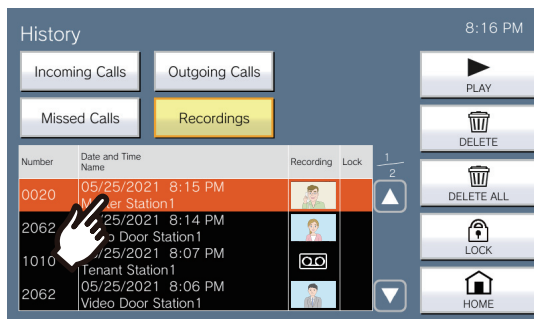 History
8:16 PM
Incoming Calls
Outgoing Calls
Missed Calls
Recordings
PLAY
DELETE
DELETE ALL
LOCK
HOME
Number
Date and Time
Name
Recording
Lock
1
2
0020
05/25/2021 8:15 PM
Station1
2062
/25/2021 8:14 PM
Door Station1
1010
/25/2021 8:07 PM
Tenant Station1
2062
05/25/2021 8:06 PM
Video Door Station1